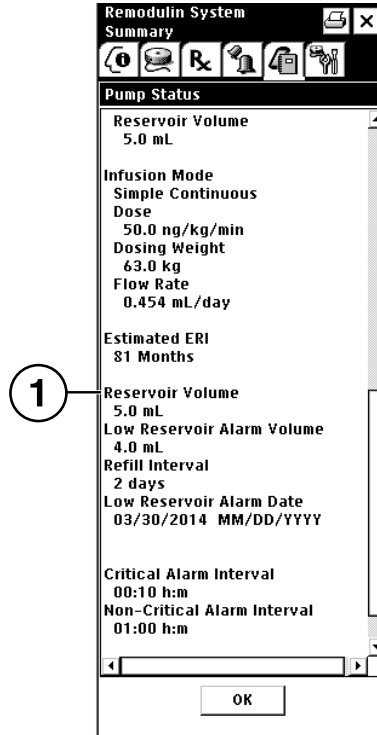 Remodulin System
Summary
Rx
Pump Status
Reservoir Volume
5.0 mL
Infusion Mode
Simple Continuous
Dose
50.0 ng/kg/min
Dosing Weight
63.0 kg
Flow Rate
0.454 mL/day
Estimated ERI
81 Months
1
Reservoir Volume
5.0 mL
Low Reservoir Alarm Volume
4.0 mL
Refill Interval
2 days
Low Reservoir Alarm Date
03/30/2014 MM/DD/YYYY
Critical Alarm Interval
00:10 h:m
Non-Critical Alarm Interval
01:00 h:m
OK